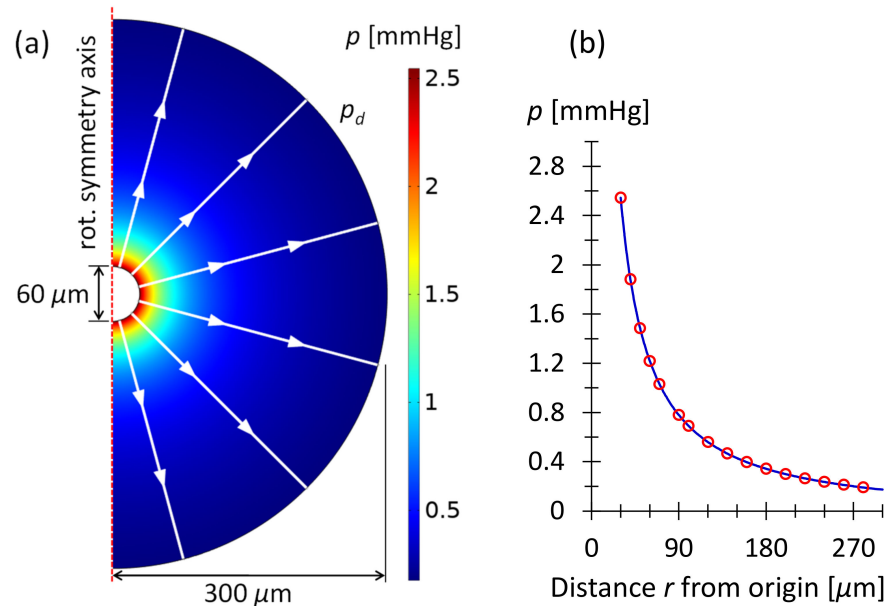 (a)
rot. symmetry axis
p [mmHg]
2.5
2
1.5
1
0.5
p_d
60 μm
300 μm
(b)
p [mmHg]
2.8
2.4
2
1.6
1.2
0.8
0.4
0
0 90 180 270
Distance r from origin [μm]